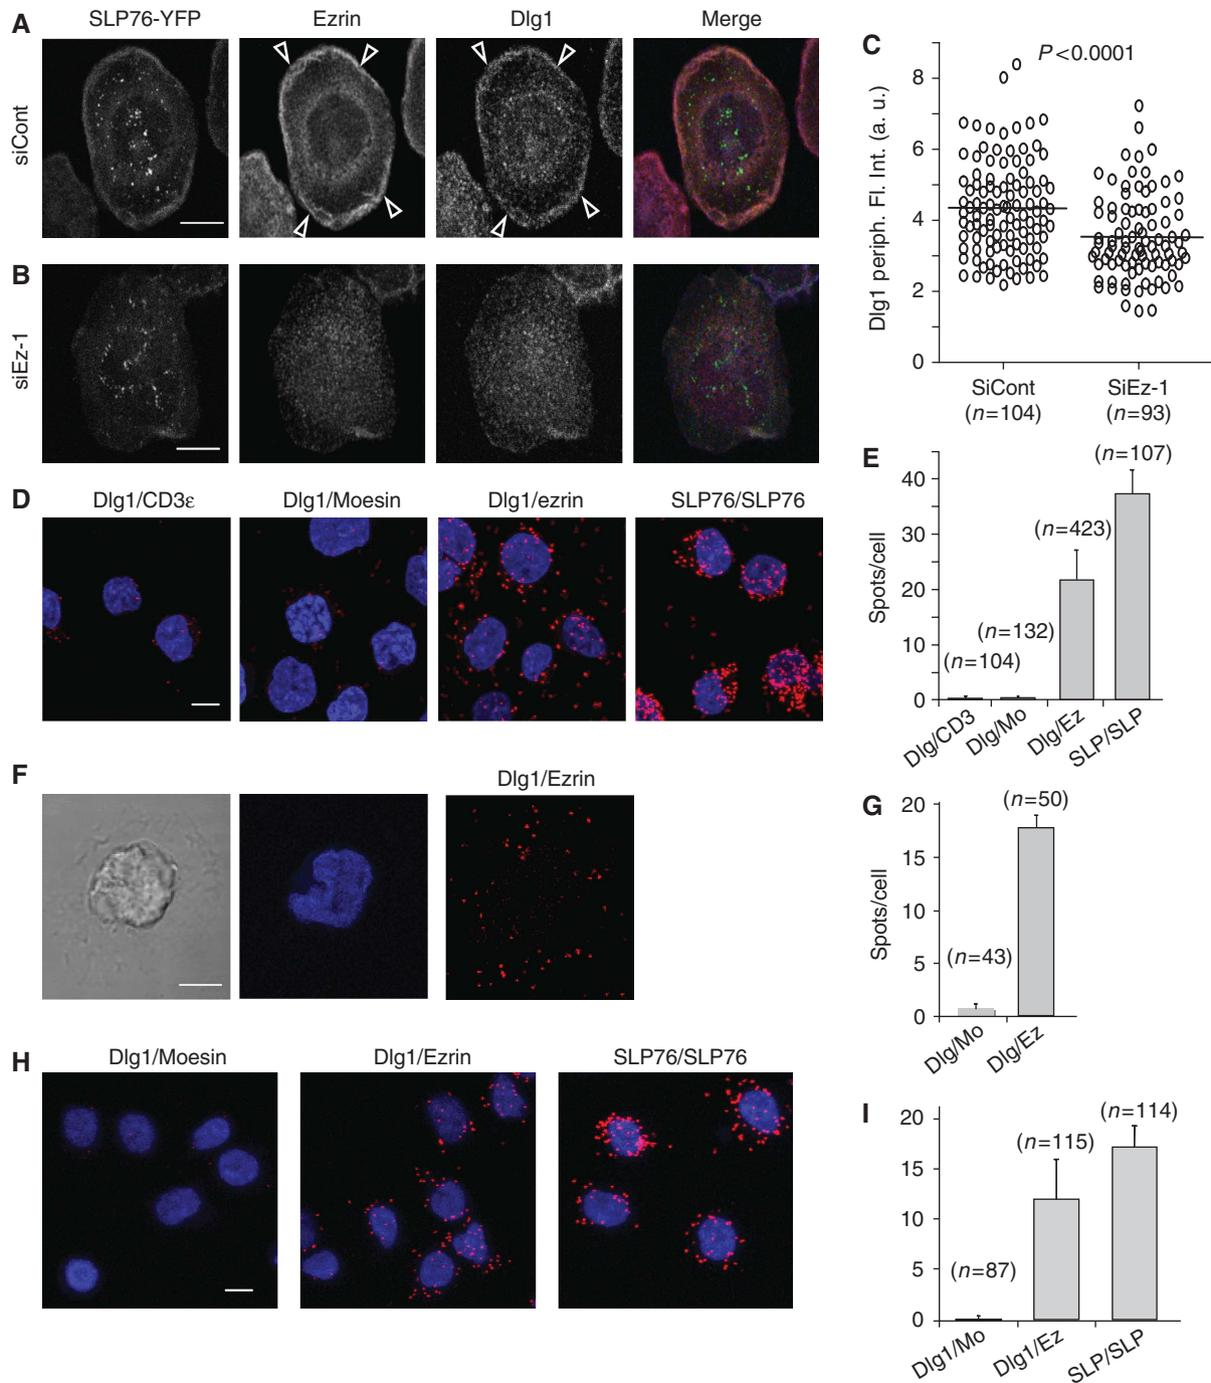 A
SLP76-YFP
Ezrin
Dlg1
Merge
siCont
B
siEz-1
C
P<0.0001
Dlg1 periph. Fl. Int. (a. u.)
8
6
4
2
0
SiCont
SiEz-1
(n=104)
(n=93)
D
Dlg1/CD3ε
Dlg1/Moesin
Dlg1/ezrin
SLP76/SLP76
E
(n=107)
(n=423)
(n=132)
(n=104)
Spots/cell
40
30
20
10
0
Dlg/CD3
Dlg/Mo
Dlg/Ez
SLP/SLP
F
Dlg1/Ezrin
G
(n=50)
(n=43)
Spots/cell
20
15
10
5
0
Dlg/Mo
Dlg/Ez
H
Dlg1/Moesin
Dlg1/Ezrin
SLP76/SLP76
I
(n=114)
(n=115)
(n=87)
20
15
10
5
0
Dlg1/Mo
Dlg1/Ez
SLP/SLP